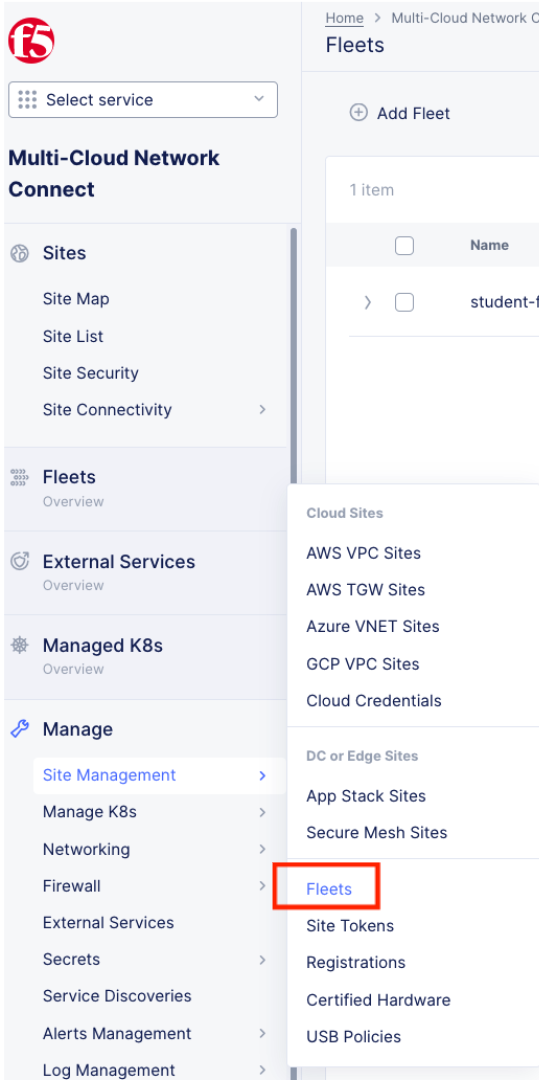 f5
Select service
Multi-Cloud Network
Connect
Sites
Site Map
Site List
Site Security
Site Connectivity
Fleets
Overview
External Services
Overview
Managed K8s
Overview
Manage
Site Management
Manage K8s
Networking
Firewall
External Services
Secrets
Service Discoveries
Alerts Management
Log Management
Home > Multi-Cloud Network
Fleets
Add Fleet
1 item
Name
student-f
Cloud Sites
AWS VPC Sites
AWS TGW Sites
Azure VNET Sites
GCP VPC Sites
Cloud Credentials
DC or Edge Sites
App Stack Sites
Secure Mesh Sites
Fleets
Site Tokens
Registrations
Certified Hardware
USB Policies